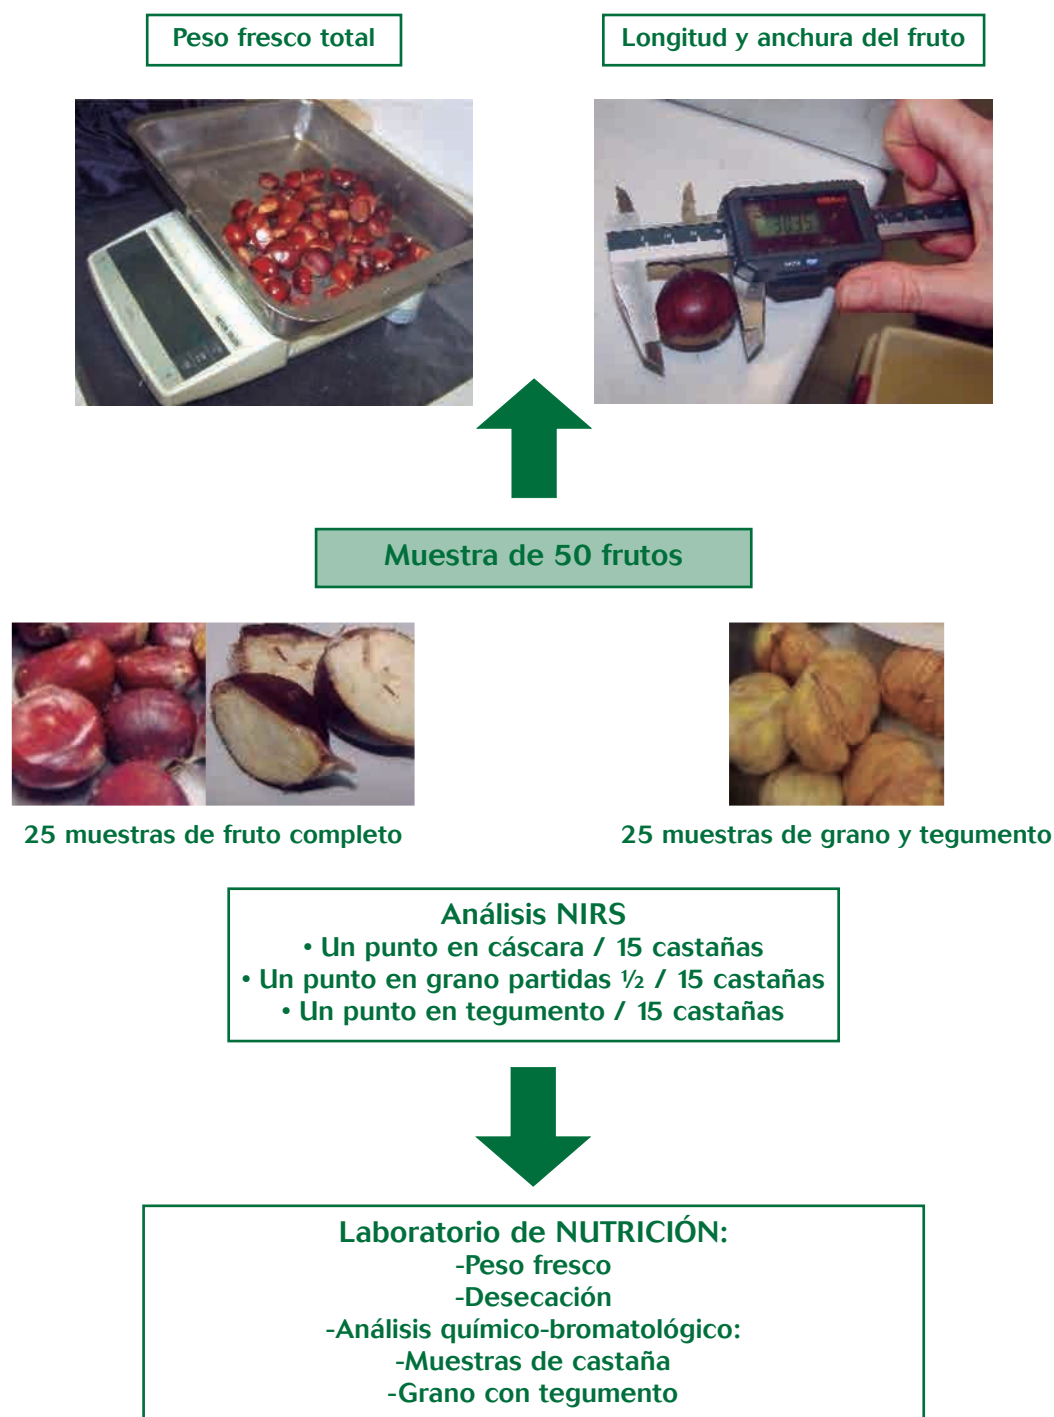 Peso fresco total
Longitud y anchura del fruto
Muestra de 50 frutos
25 muestras de fruto completo
25 muestras de grano y tegumento
Análisis NIRS
• Un punto en cáscara / 15 castañas
• Un punto en grano partidas ½ / 15 castañas
• Un punto en tegumento / 15 castañas
Laboratorio de NUTRICIÓN:
-Peso fresco
-Desecación
-Análisis químico-bromatológico:
-Muestras de castaña
-Grano con tegumento